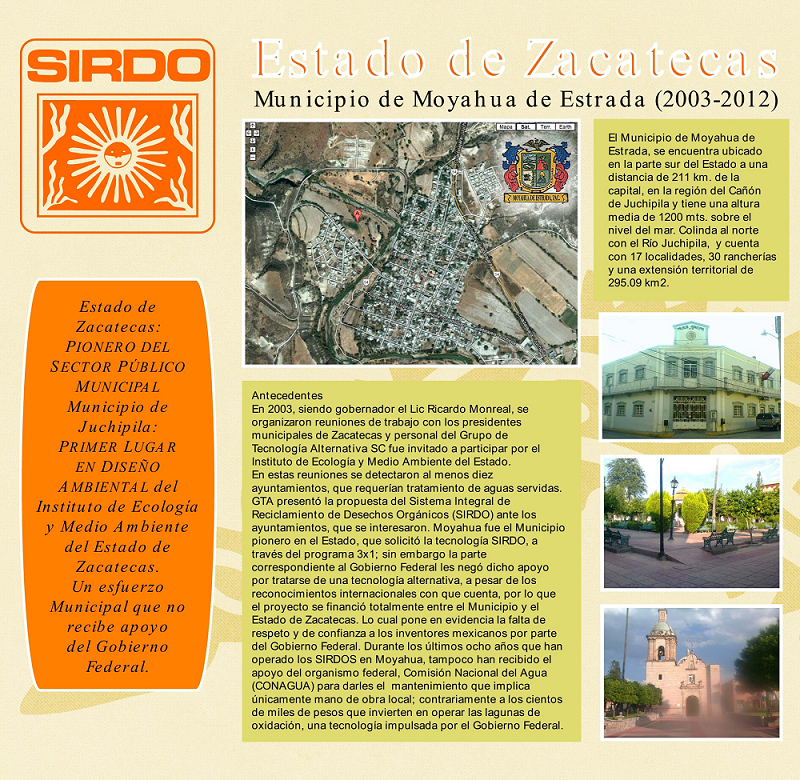 SIRDO
Estado de Zacatecas
Municipio de Moyahua de Estrada (2003-2012)
Mapa Sat. Terr. Earth
MOYAHUA DE ESTRADA, ZAC.
El Municipio de Moyahua de
Estrada, se encuentra ubicado
en la parte sur del Estado a una
distancia de 211 km. de la
capital, en la región del Cañón
de Juchipila y tiene una altura
media de 1200 mts. sobre el
nivel del mar. Colinda al norte
con el Río Juchipila, y cuenta
con 17 localidades, 30 rancherías
y una extensión territorial de
295.09 km2.
Estado de
Zacatecas:
PIONERO DEL
SECTOR PÚBLICO
MUNICIPAL
Municipio de
Juchipila:
PRIMER LUGAR
EN DISEÑO
AMBIENTAL del
Instituto de Ecología
y Medio Ambiente
del Estado de
Zacatecas.
Un esfuerzo
Municipal que no
recibe apoyo
del Gobierno
Federal.
Antecedentes
En 2003, siendo gobernador el Lic Ricardo Monreal, se
organizaron reuniones de trabajo con los presidentes
municipales de Zacatecas y personal del Grupo de
Tecnología Alternativa SC fue invitado a participar por el
Instituto de Ecología y Medio Ambiente del Estado.
En estas reuniones se detectaron al menos diez
ayuntamientos, que requerían tratamiento de aguas servidas.
GTA presentó la propuesta del Sistema Integral de
Reciclamiento de Desechos Orgánicos (SIRDO) ante los
ayuntamientos, que se interesaron. Moyahua fue el Municipio
pionero en el Estado, que solicitó la tecnología SIRDO, a
través del programa 3x1; sin embargo la parte
correspondiente al Gobierno Federal les negó dicho apoyo
por tratarse de una tecnología alternativa, a pesar de los
reconocimientos internacionales con que cuenta, por lo que
el proyecto se financió totalmente entre el Municipio y el
Estado de Zacatecas. Lo cual pone en evidencia la falta de
respeto y de confianza a los inventores mexicanos por parte
del Gobierno Federal. Durante los últimos ocho años que han
operado los SIRDOS en Moyahua, tampoco han recibido el
apoyo del organismo federal, Comisión Nacional del Agua
(CONAGUA) para darles el mantenimiento que implica
únicamente mano de obra local; contrariamente a los cientos
de miles de pesos que invierten en operar las lagunas de
oxidación, una tecnología impulsada por el Gobierno Federal.